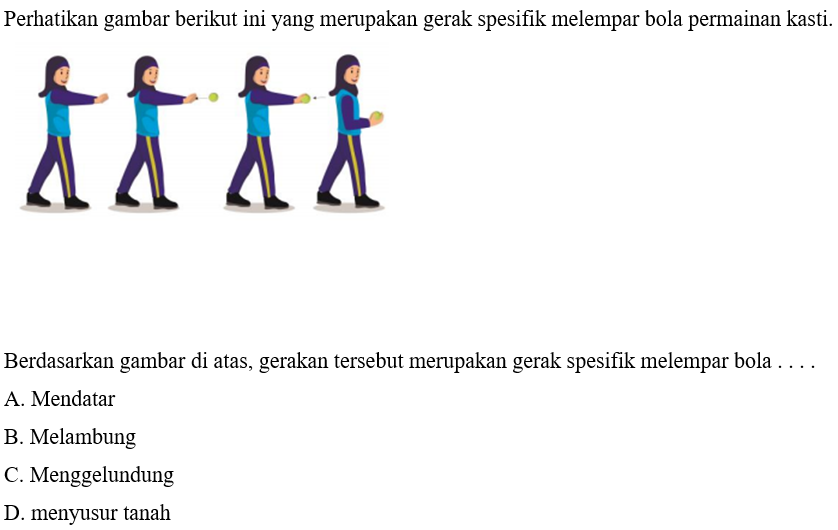 Perhatikan gambar berikut ini yang merupakan gerak spesifik melempar bola permainan kasti.
Berdasarkan gambar di atas, gerakan tersebut merupakan gerak spesifik melempar bola . . . .
A. Mendatar
B. Melambung
C. Menggelundung
D. menyusur tanah